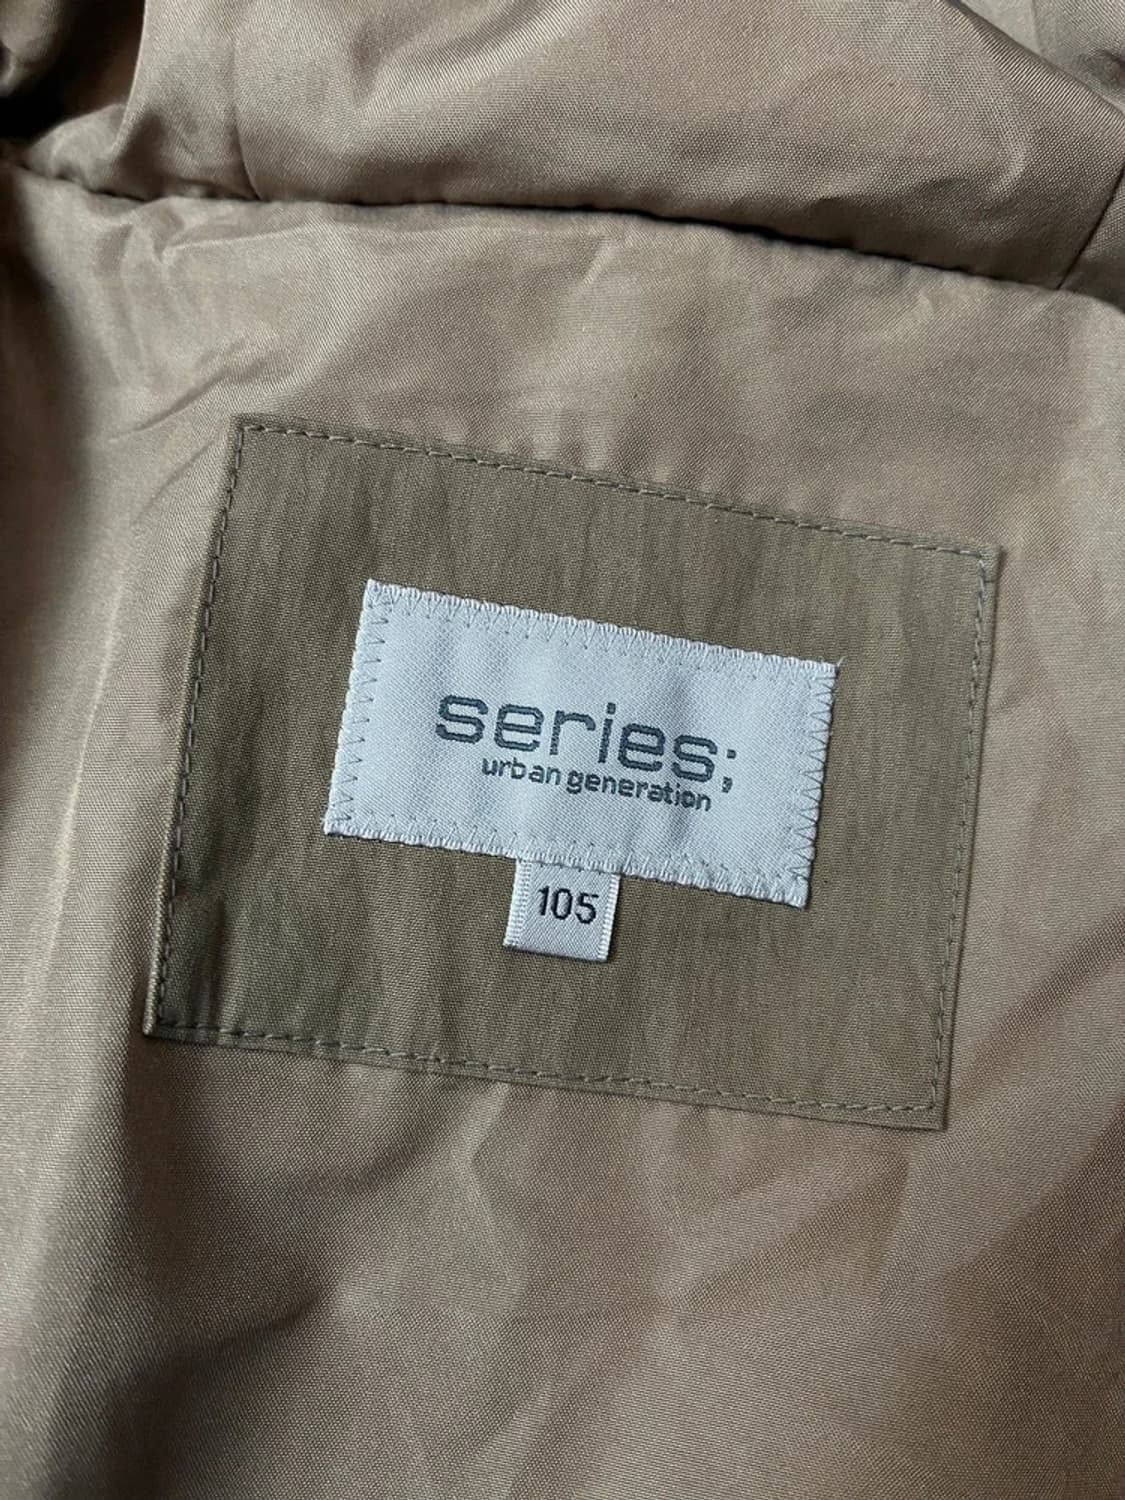 series;
urban generation
105